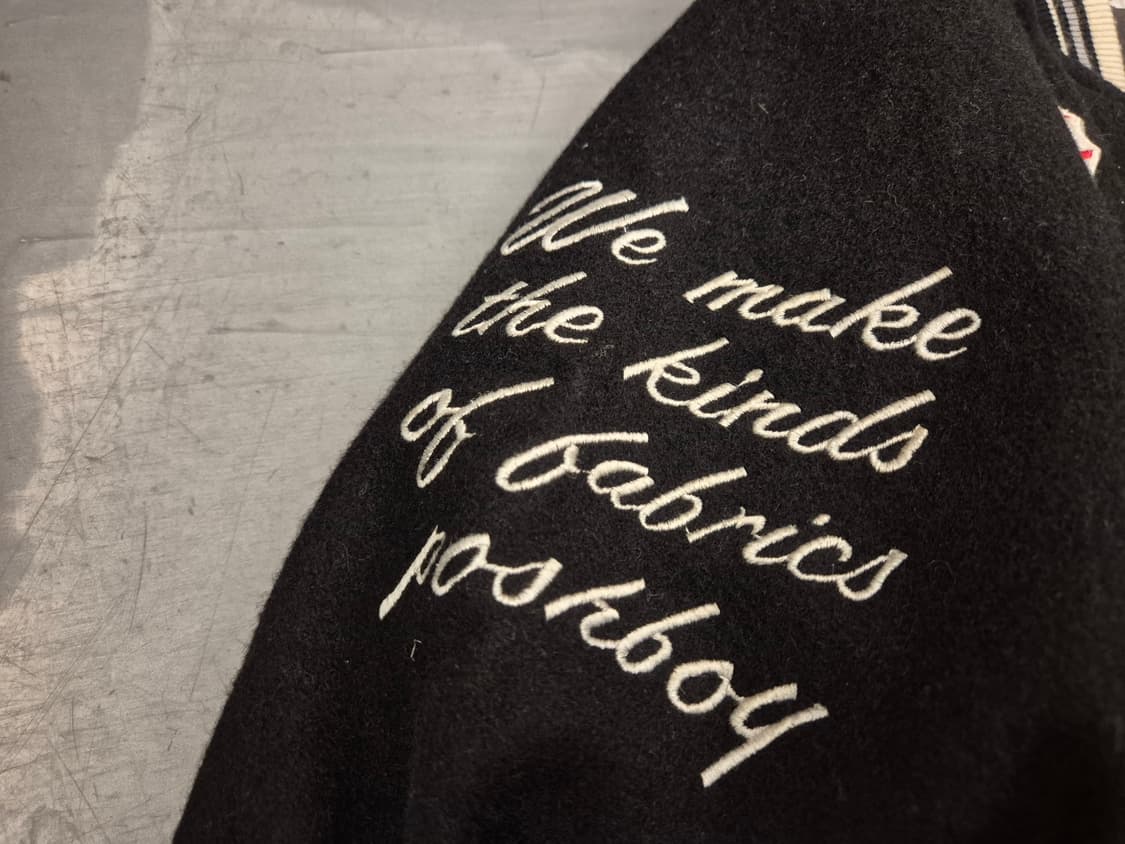 We make
the kinds
of fabrics
poshboy